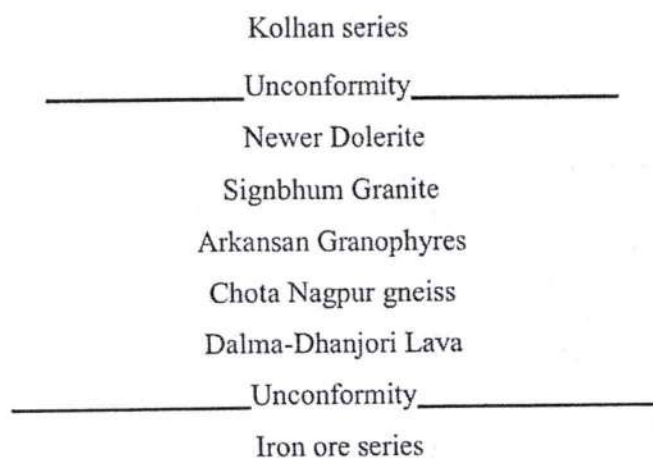 Kolhan series
Unconformity
Newer Dolerite
Signbhum Granite
Arkansan Granophyres
Chota Nagpur gneiss
Dalma-Dhanjori Lava
Unconformity
Iron ore series